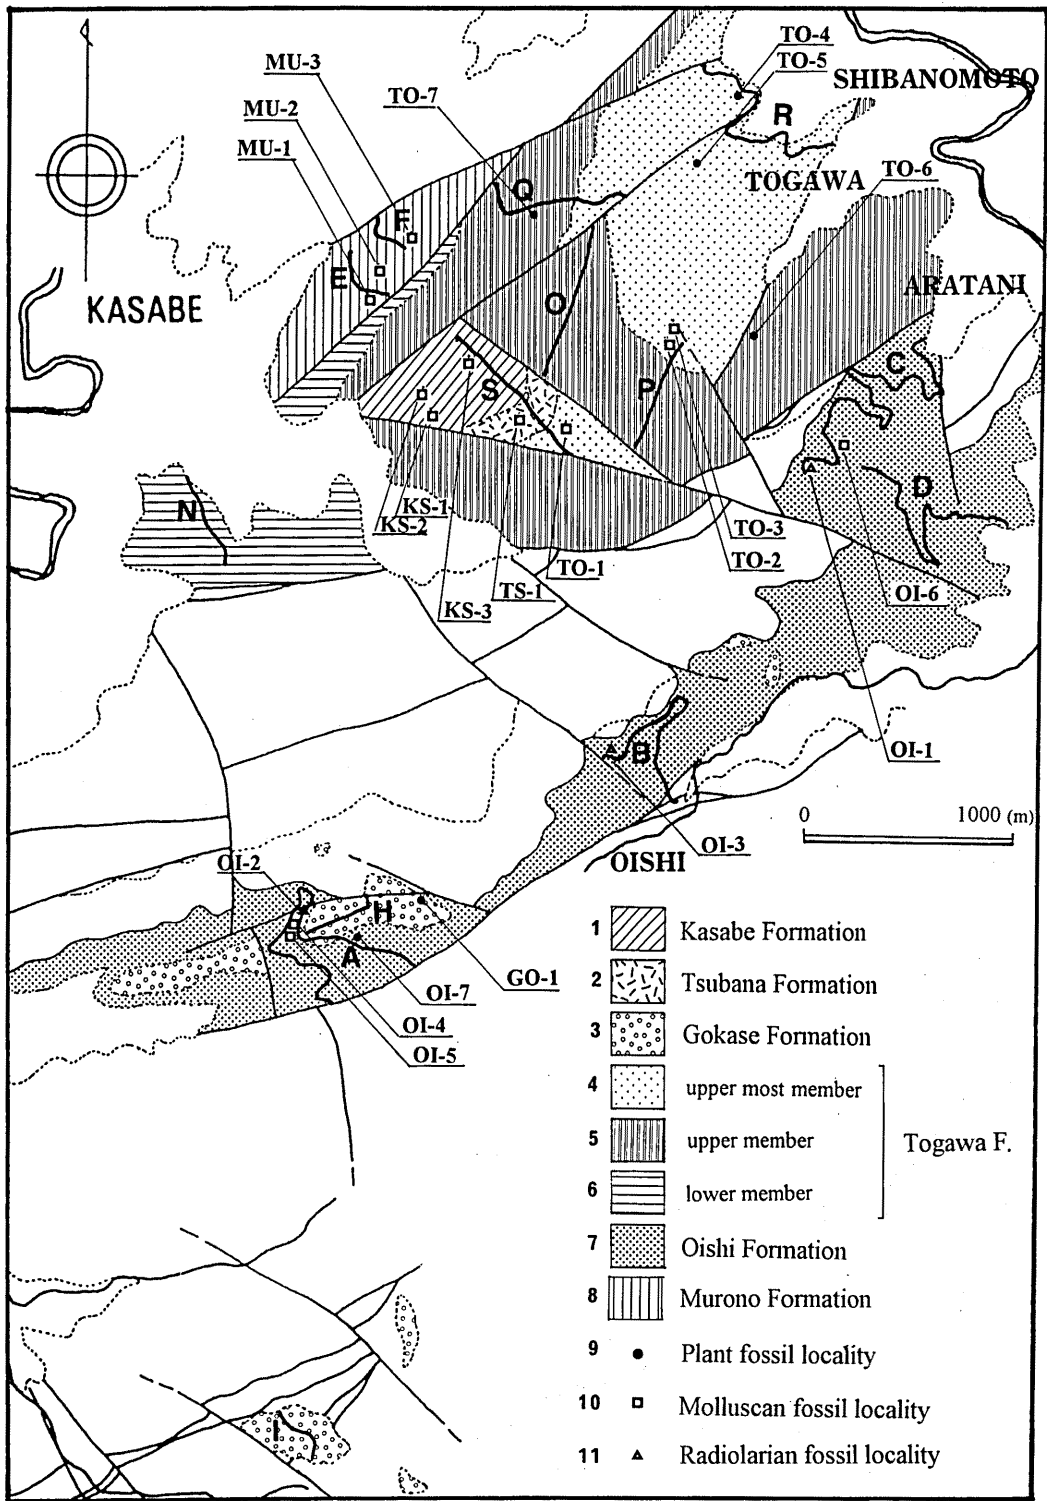 TO-4
TO-5
MU-3
SHIBANOMOTO
TO-7
MU-2
R
MU-1
TO-6
TOGAWA
Q
F
E
ARATANI
KASABE
O
C
S
P
D
N
KS-1
KS-2
TO-3
TO-2
TO-1
TS-1
OI-6
KS-3
B
OI-1
0 1000 (m)
OI-3
OISHI
OI-2
H
A
GO-1
OI-7
OI-4
OI-5
1 Kasabe Formation
2 Tsubana Formation
3 Gokase Formation
4 upper most member
5 upper member
Togawa F.
6 lower member
7 Oishi Formation
8 Murono Formation
9 Plant fossil locality
10 Molluscan fossil locality
11 Radiolarian fossil locality
I